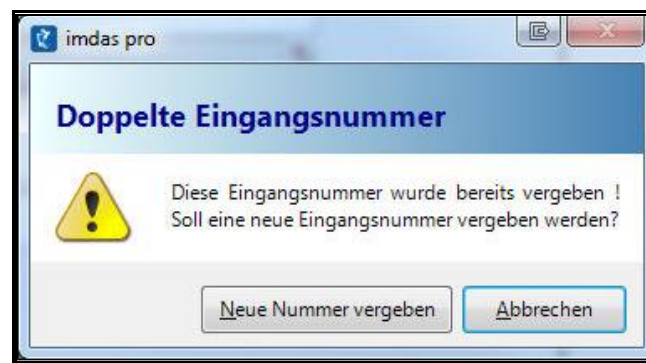 imdas pro
Doppelte Eingangsnummer
Diese Eingangsnummer wurde bereits vergeben !
Soll eine neue Eingangsnummer vergeben werden?
Neue Nummer vergeben
Abbrechen